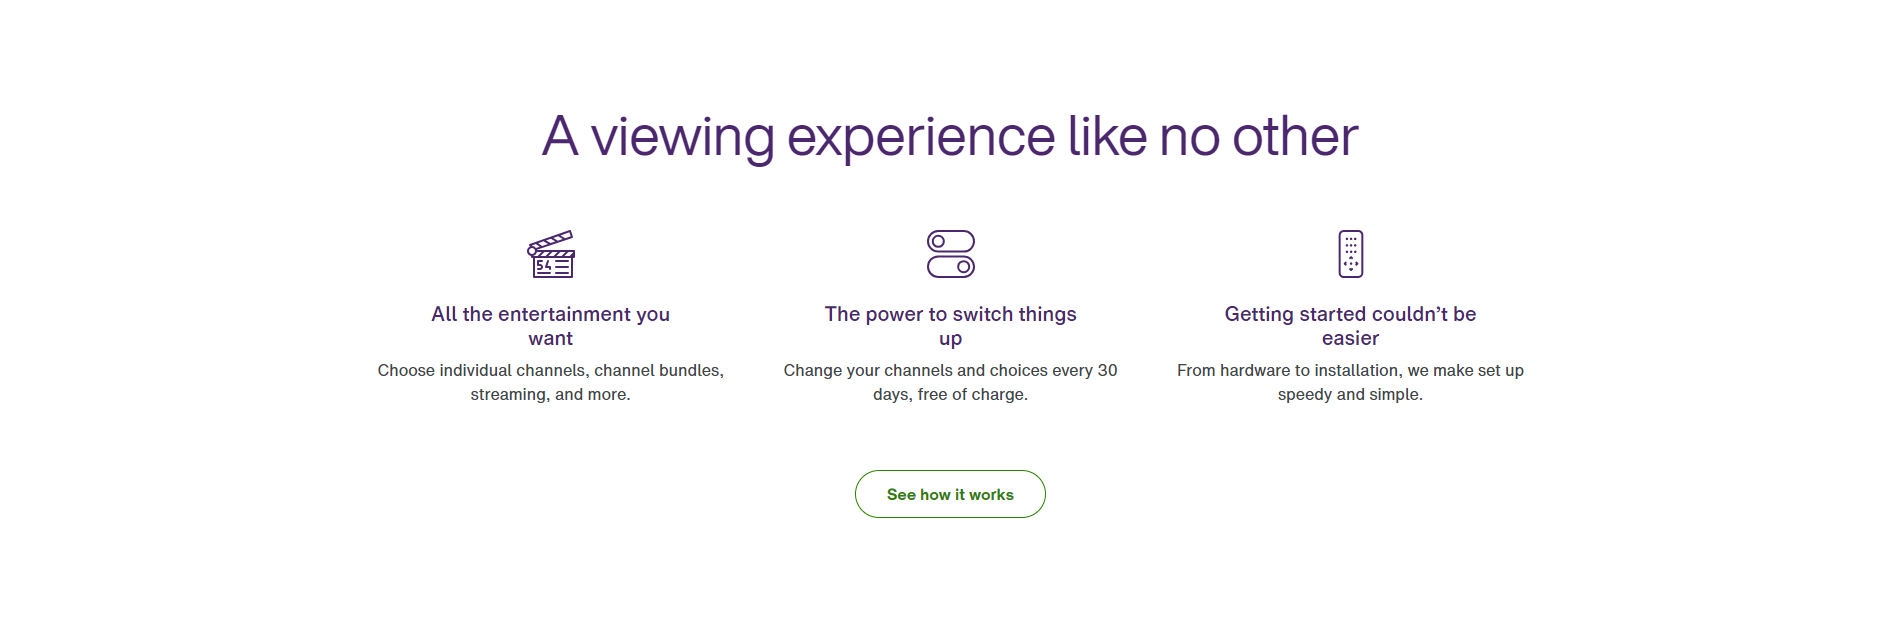 A viewing experience like no other
54
All the entertainment you
want
Choose individual channels, channel bundles,
streaming, and more.
The power to switch things
up
Change your channels and choices every 30
days, free of charge.
Getting started couldn’t be
easier
From hardware to installation, we make set up
speedy and simple.
See how it works